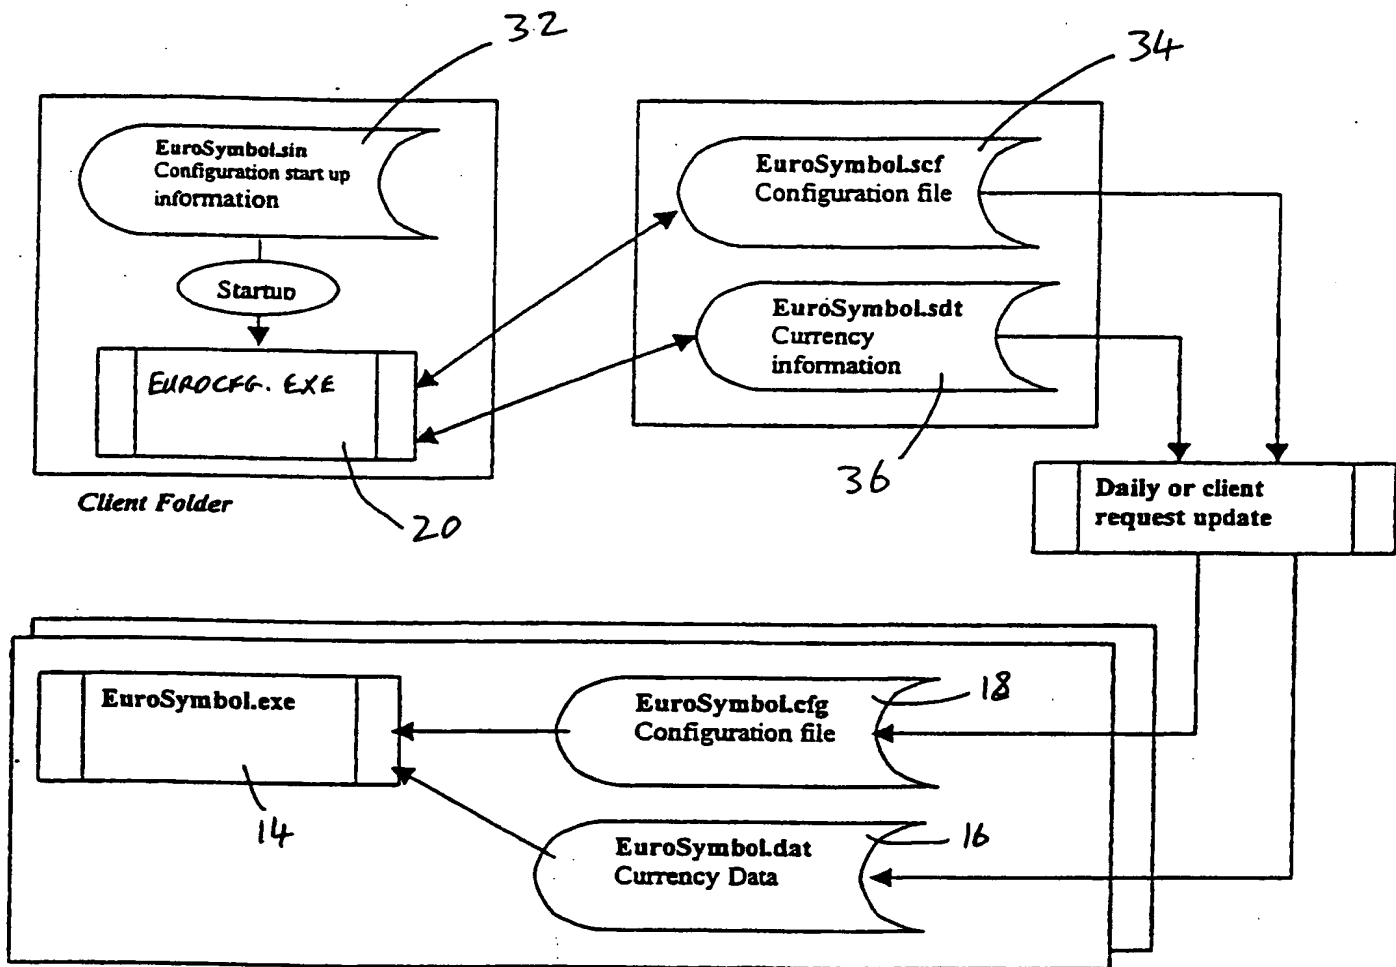 32
34
EuroSymbol.sin
Configuration start up
information
Startup
EUROCFG. EXE
Client Folder
20
EuroSymbol.scf
Configuration file
EuroSymbol.sdt
Currency
information
36
Daily or client
request update
EuroSymbol.exe
14
EuroSymbol.cfg
Configuration file
18
EuroSymbol.dat
Currency Data
16